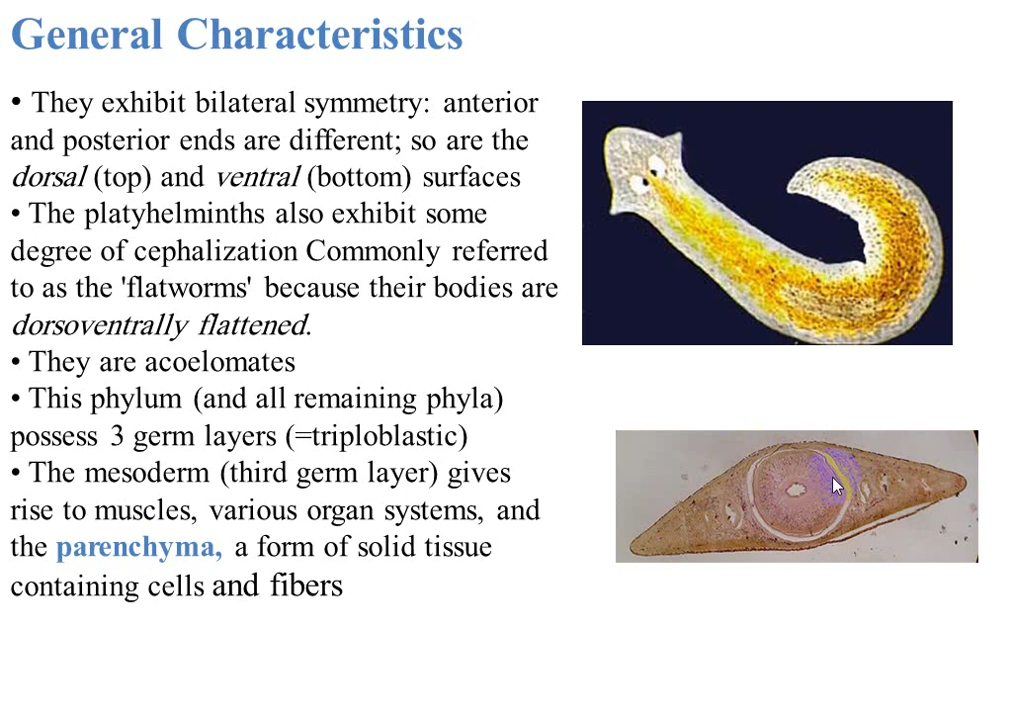 General Characteristics
• They exhibit bilateral symmetry: anterior
and posterior ends are different; so are the
dorsal (top) and ventral (bottom) surfaces
• The platyhelminths also exhibit some
degree of cephalization Commonly referred
to as the 'flatworms' because their bodies are
dorsoventrally flattened.
• They are acoelomates
• This phylum (and all remaining phyla)
possess 3 germ layers (=triploblastic)
• The mesoderm (third germ layer) gives
rise to muscles, various organ systems, and
the parenchyma, a form of solid tissue
containing cells and fibers